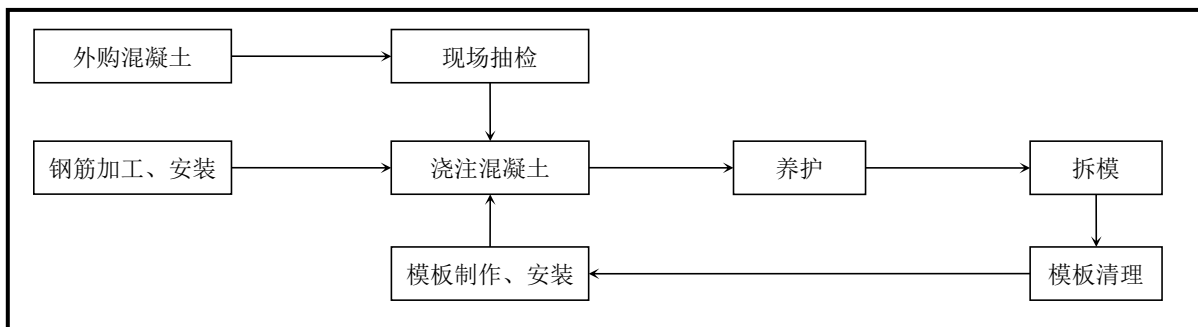 外购混凝土
现场抽检
钢筋加工、安装
浇注混凝土
养护
拆模
模板制作、安装
模板清理